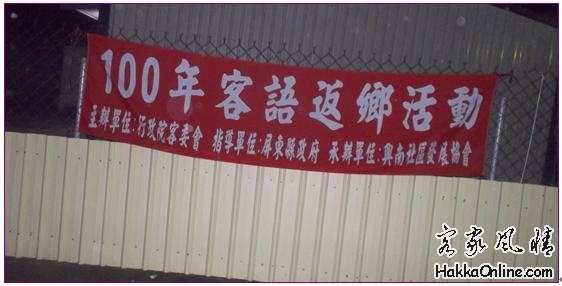 100年客語返鄉活動
主辦單位:行政院客委會 指導單位:屏東縣政府 承辦單位:興南社區發展協會
客家風情
HakkaOnline.com